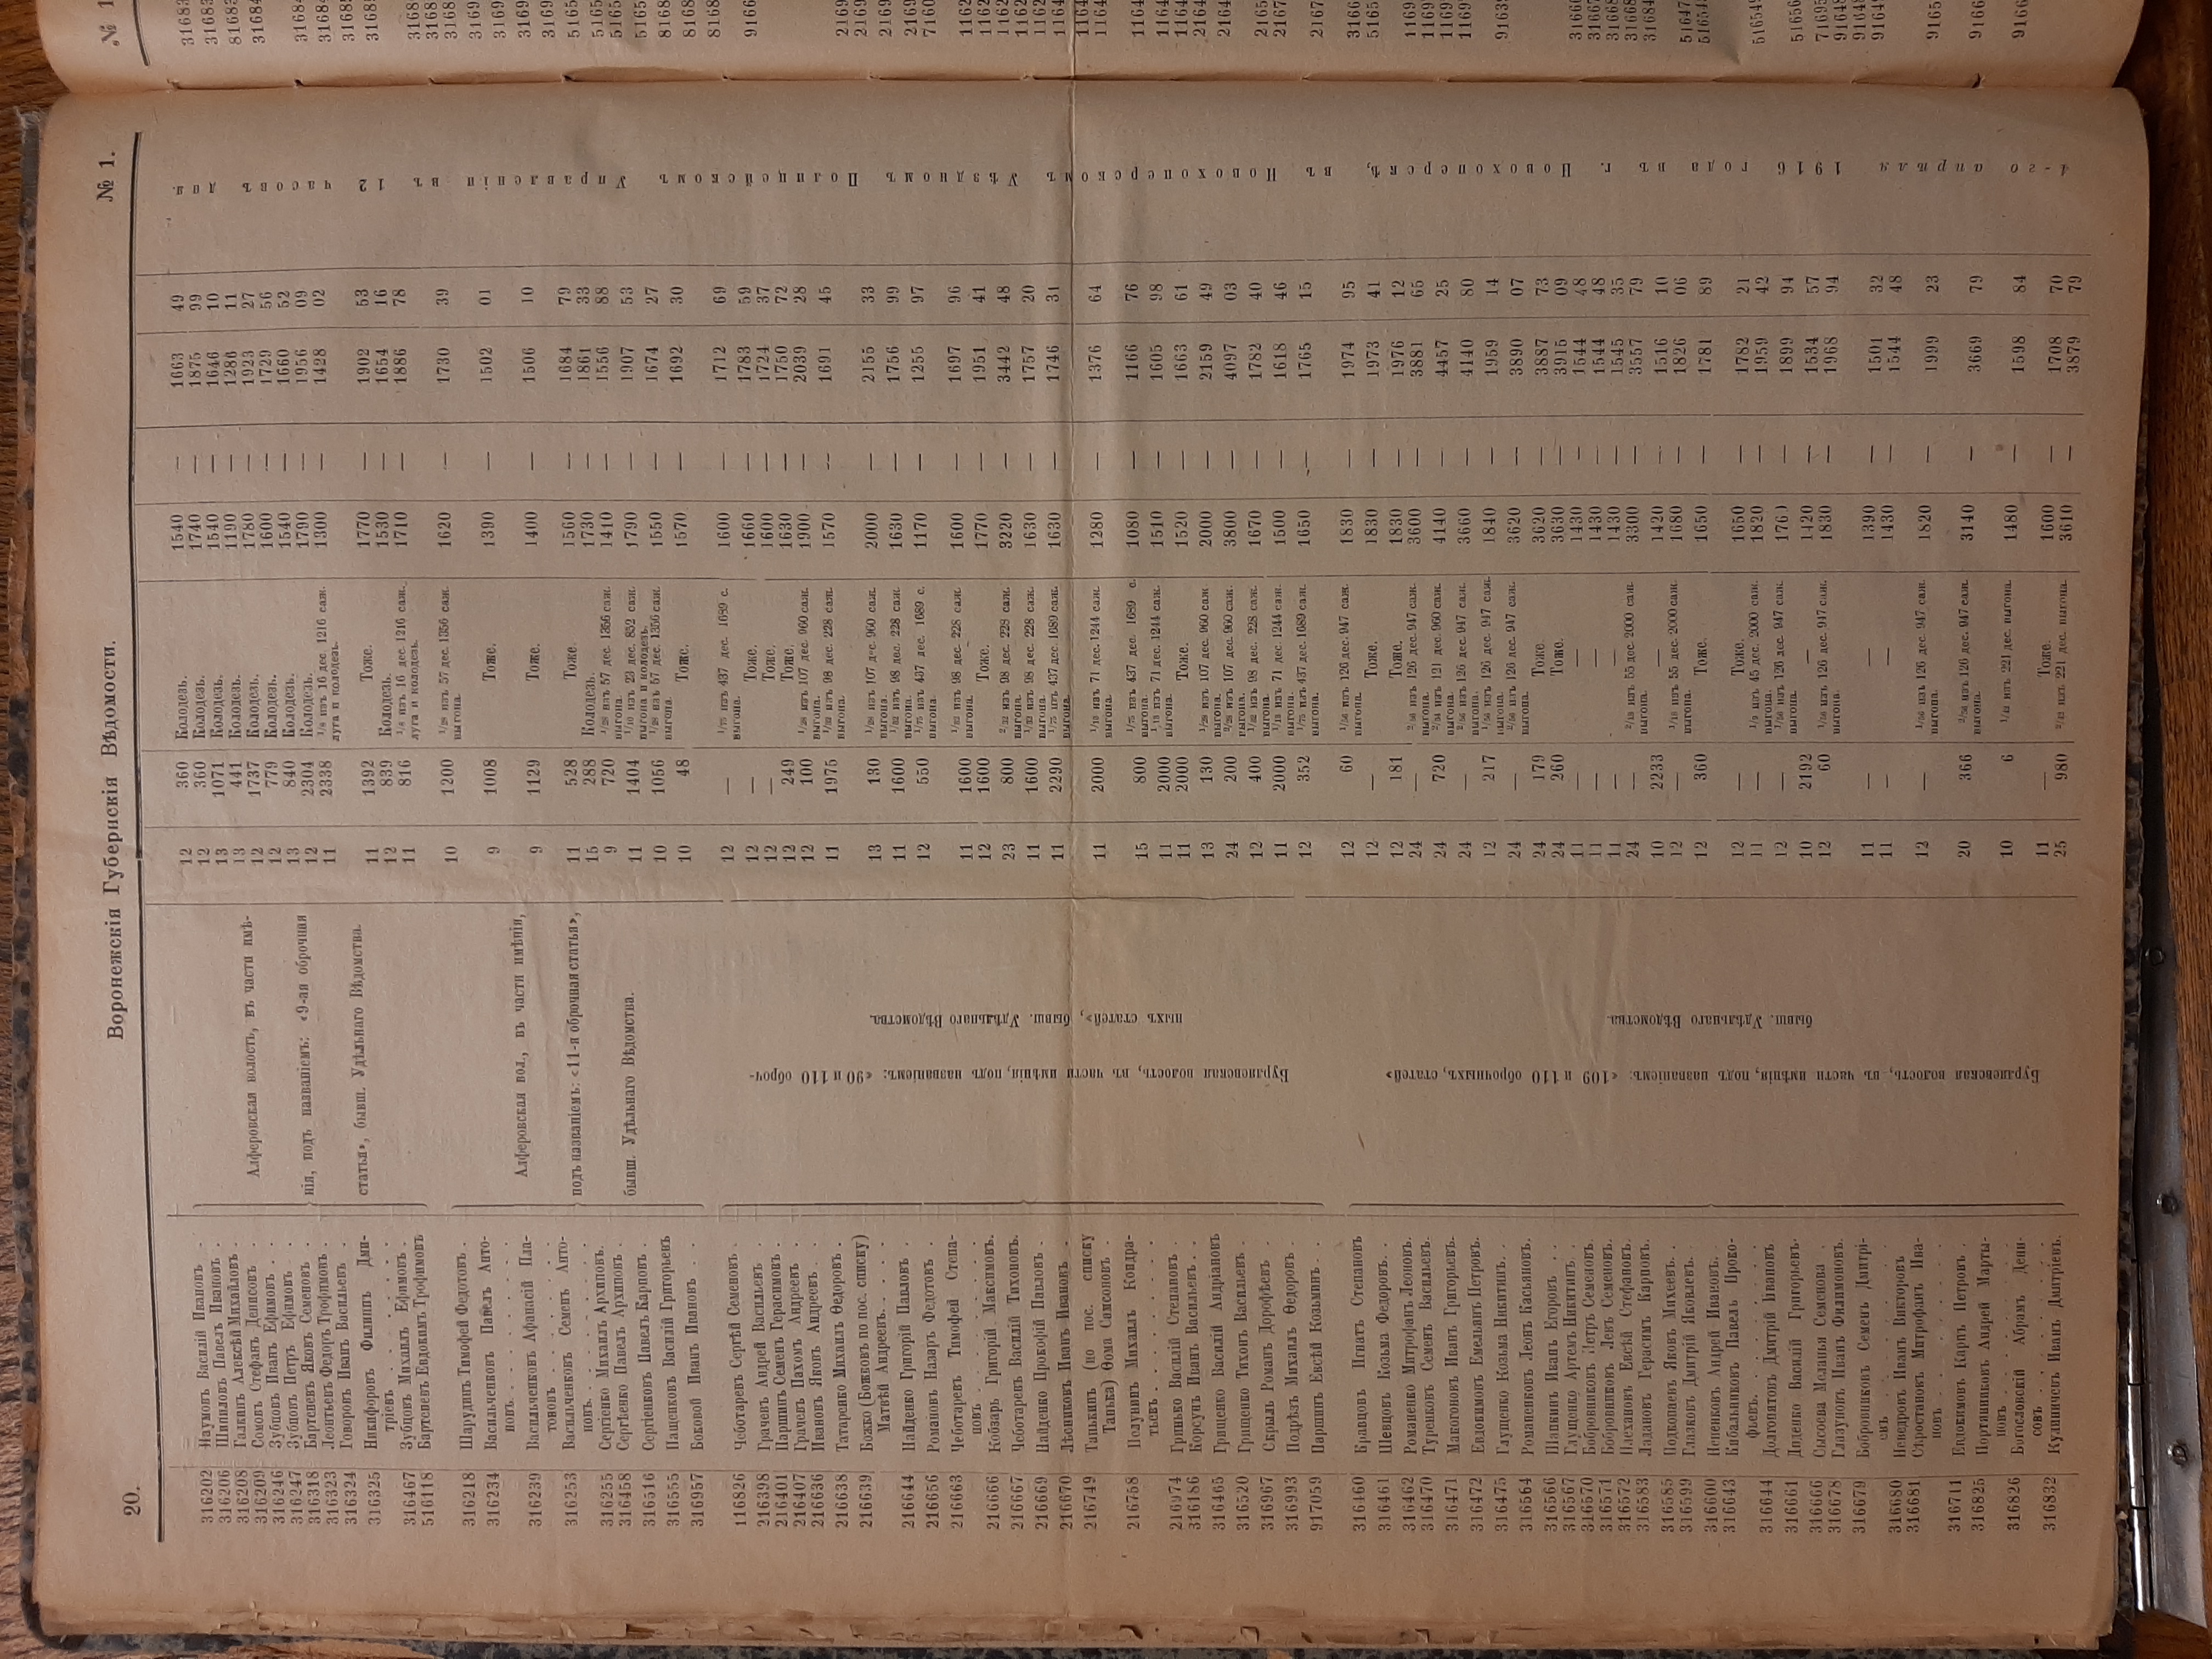 20.
Воронежскія Губернскія Вѣдомости.
№ 1.
316202 Наумовъ Василій Ивановъ . 12 360 Колодезь. 1540 — 1663 49
316206 Шипиловъ Павелъ Ивановъ . 12 360 Колодезь. 1740 — 1875 99
316208 Галкинъ Алексѣй Михайловъ . 13 1071 Колодезь. 1540 — 1646 10
316209 Сомовъ Стефанъ Денисовъ . 13 441 Колодезь. 1190 — 1286 11
316246 Зубцовъ Иванъ Ефимовъ . . 12 1737 Колодезь. 1780 — 1923 27
316247 Зубцовъ Петръ Ефимовъ . 12 779 Колодезь. 1600 — 1729 56
316318 Бартеневъ Яковъ Семеновъ . 13 840 Колодезь. 1540 — 1660 52
316323 Леонтьевъ Федоръ Трофимовъ . 12 2304 Колодезь. 1790 — 1956 09
316324 Говоровъ Иванъ Васильевъ . 11 2338 1/8 изъ 16 дес. 1216 саж. луга и колодезь. 1300 — 1428 02
316325 Никифоровъ Филиппъ Дми-
тріевъ . . . . . . . 11 1392 Тоже. 1770 — 1902 53
316467 Зубцовъ Михаилъ Ефимовъ . 12 839 Колодезь. 1530 — 1654 16
516118 Бартеневъ Евдокимъ Трофимовъ 11 816 1/8 изъ 16 дес. 1216 саж. луга и колодезь. 1710 — 1886 78
Алферовская волость, въ части имѣ-
нія, подъ названіемъ: «9-ая оброчная
статья», бывш. Удѣльнаго Вѣдомства.
316218 Шарудинъ Тимофей Федотовъ . 10 1200 1/28 изъ 57 дес. 1356 саж. выгона. 1620 — 1730 39
316234 Васильченковъ Павелъ Анто-
новъ. . . . . . . . . 9 1008 Тоже. 1390 — 1502 01
316239 Васильченковъ Афанасій Пла-
тоновъ . . . . . . . 9 1129 Тоже. 1400 — 1506 10
316253 Васильченковъ Семенъ Анто-
новъ. . . . . . . . . 11 528 Тоже. 1560 — 1684 79
316255 Сергіенко Михаилъ Архиповъ. 15 288 Колодезь. 1730 — 1861 33
316458 Сергѣенко Павелъ Архиповъ . 9 720 1/28 изъ 57 дес. 1356 саж. выгона. 1410 — 1556 88
316516 Сергіенковъ Павелъ Карповъ . 11 1404 1/10 изъ 23 дес. 852 саж. выгона и колодезь. 1790 — 1907 53
316555 Пащенковъ Василій Григорьевъ 10 1056 1/28 изъ 57 дес. 1356 саж. выгона. 1550 — 1674 27
316957 Боковой Иванъ Ивановъ . . 10 48 Тоже. 1570 — 1692 30
Алферовская вол., въ части имѣнія,
подъ названіемъ: «11-я оброчная статья»,
бывш. Удѣльнаго Вѣдомства.
116826 Чеботаревъ Сергѣй Семеновъ . 12 — 1/75 изъ 437 дес. 1689 с. выгона. 1600 — 1712 69
216398 Грачевъ Андрей Васильевъ . 12 — Тоже. 1660 — 1783 59
216401 Паршинъ Семенъ Герасимовъ . 12 — Тоже. 1600 — 1724 37
216407 Грачевъ Пахомъ Андреевъ . 12 249 Тоже. 1630 — 1750 72
216636 Ивановъ Яковъ Андреевъ . . 12 100 1/28 изъ 107 дес. 960 саж. выгона. 1900 — 2039 28
216638 Татаренко Михаилъ Ѳедоровъ . 11 1975 1/32 изъ 98 дес. 228 саж. выгона. 1570 — 1691 45
216639 Божко (Божковъ по пос. списку)
Матвѣй Андреевъ. . . . . 13 130 1/28 изъ 107 дес. 960 саж. выгона. 2000 — 2155 33
216644 Найденко Григорій Павловъ . 11 1600 1/32 изъ 98 дес. 228 саж. выгона. 1630 — 1756 99
216656 Романовъ Назаръ Федотовъ . 12 550 1/75 изъ 437 дес. 1689 с. выгона. 1170 — 1255 97
216663 Чеботаревъ Тимофей Степа-
новъ . . . . . . . . 11 1600 1/32 изъ 98 дес. 228 саж. выгона. 1600 — 1697 96
216666 Кобзарь Григорій Максимовъ. 12 1600 Тоже. 1770 — 1951 41
216667 Чеботаревъ Василій Тихоновъ. 23 800 2/32 изъ 98 дес. 228 саж. выгона. 3220 — 3442 48
216669 Найденко Прокофій Павловъ . 11 1600 1/32 изъ 98 дес. 228 саж. выгона. 1630 — 1757 20
216670 Лѣсниковъ Иванъ Ивановъ . 11 2290 1/75 изъ 437 дес. 1689 саж. выгона. 1630 — 1746 31
216749 Танькинъ (по пос. списку
Танька) Ѳома Самсоновъ . 11 2000 1/18 изъ 71 дес. 1244 саж. выгона. 1280 — 1376 64
216758 Полунинъ Михаилъ Кондра-
тьевъ . . . . . . . . . 15 800 1/75 изъ 437 дес. 1689 с. выгона. 1080 — 1166 76
216974 Гринько Василій Степановъ . 11 2000 1/18 изъ 71 дес. 1244 саж. выгона. 1510 — 1605 98
316186 Корсунъ Иванъ Васильевъ . . 11 2000 Тоже. 1520 — 1663 61
316465 Грищенко Василій Андріановъ 13 130 1/28 изъ 107 дес. 960 саж. выгона. 2000 — 2159 49
316520 Грищенко Тихонъ Васильевъ . 24 200 2/28 изъ 107 дес. 960 саж. выгона. 3800 — 4097 03
316967 Скрыль Романъ Дорофѣевъ . 12 400 1/32 изъ 98 дес. 228 саж. выгона. 1670 — 1782 40
316993 Подрѣзъ Михаилъ Ѳедоровъ . 11 2000 1/18 изъ 71 дес. 1244 саж. выгона. 1500 — 1618 46
917059 Паршинъ Евсѣй Козьминъ . . 12 352 1/75 изъ 437 дес. 1689 саж. выгона. 1650 — 1765 15
Бурляевская волость, въ части имѣнія, подъ названіемъ: «90 и 110 оброч-
ныхъ статей», бывш. Удѣльнаго Вѣдомства.
316460 Кравцовъ Игнатъ Степановъ 12 60 1/56 изъ 126 дес. 947 саж. выгона. 1830 — 1974 95
316461 Шевцовъ Козьма Федоровъ. . 12 — Тоже. 1830 — 1973 41
316462 Романенко Митрофанъ Леоновъ. 12 181 Тоже. 1830 — 1976 12
316470 Туренковъ Семенъ Васильевъ. 24 — 2/56 изъ 126 дес. 947 саж. выгона. 3600 — 3881 65
316471 Макогоновъ Иванъ Григорьевъ. 24 720 2/54 изъ 121 дес. 960 саж. выгона. 4140 — 4457 25
316472 Евдокимовъ Емельянъ Петровъ. 24 — 2/56 изъ 126 дес. 947 саж. выгона. 3660 — 4140 80
316475 Глущенко Козьма Никитинъ. . 12 217 1/56 изъ 126 дес. 947 саж. выгона. 1840 — 1959 14
316564 Романенковъ Леонъ Касьяновъ. 24 — 2/56 изъ 126 дес. 947 саж. выгона. 3620 — 3890 07
316566 Шапкинъ Иванъ Егоровъ . . 24 179 Тоже. 3620 — 3887 73
316567 Глущенко Артемъ Никитинъ . 24 260 Тоже. 3630 — 3915 09
316570 Бобровниковъ Петръ Семеновъ. 11 — — 1430 — 1544 48
316571 Бобровниковъ Левъ Семеновъ. 11 — — 1430 — 1544 48
316572 Плехановъ Евсѣй Стефановъ. 11 — — 1430 — 1545 35
316583 Ладановъ Герасимъ Карповъ. 24 — 2/18 изъ 55 дес. 2000 саж. выгона. 3300 — 3557 79
316585 Подкопаевъ Яковъ Михеевъ. . 10 2233 — 1420 — 1516 10
316599 Глазковъ Дмитрій Яковлевъ. 12 — 1/18 изъ 55 дес. 2000 саж. выгона. 1680 — 1826 06
316600 Пепенковъ Андрей Ивановъ. 12 360 Тоже. 1650 — 1781 89
316643 Кибальниковъ Павелъ Проко-
фьевъ. . . . . . . . 12 — Тоже. 1650 — 1782 21
316644 Долгопятовъ Дмитрій Ивановъ 11 — 1/9 изъ 45 дес. 2000 саж. выгона. 1820 — 1959 42
316661 Диденко Василій Григорьевъ. 12 — 1/56 изъ 126 дес. 947 саж. выгона. 1760 — 1899 94
316666 Сысоева Меланья Семенова . 10 2192 — 1420 — 1534 57
316678 Глазуновъ Иванъ Филимоновъ. 12 60 1/56 изъ 126 дес. 947 саж. выгона. 1830 — 1968 94
316679 Бобровниковъ Семенъ Дмитрі-
евъ . . . . . . . 11 — — 1390 — 1501 32
316680 Неведровъ Иванъ Викторовъ 11 — — 1430 — 1544 48
316681 Сѣростановъ Митрофанъ Ива-
новъ . . . . . . . . 12 — 1/56 изъ 126 дес. 947 саж. выгона. 1820 — 1999 23
316711 Евдокимовъ Карпъ Петровъ . 20 366 2/56 изъ 126 дес. 947 саж. выгона. 3140 — 3669 79
316825 Портянниковъ Андрей Марты-
новъ . . . . . . . . 10 6 1/42 изъ 221 дес. выгона. 1480 — 1598 84
316826 Богословскій Абрамъ Дени-
совъ . . . . . . . . 11 — Тоже. 1600 — 1708 70
316832 Кулиничевъ Иванъ Дмитріевъ. 25 980 2/42 изъ 221 дес. выгона. 3610 — 3879 79
Бурляевская волость, въ части имѣнія, подъ названіемъ: «109 и 110 оброчныхъ, статей»
бывш. Удѣльнаго Вѣдомства.
4-го апрѣля 1916 года въ г. Новохоперскѣ, въ Новохоперскомъ Уѣздномъ Полицейскомъ Управленіи въ 12 часовъ дня.
№ 1